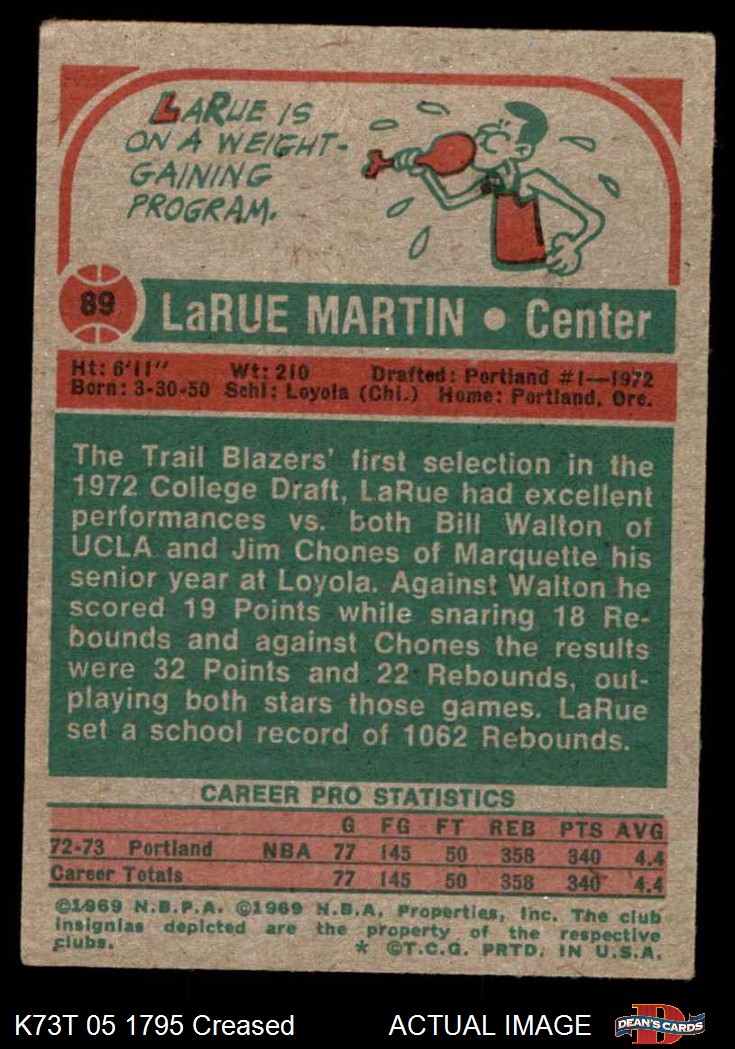 LARUE IS
ON A WEIGHT-
GAINING
PROGRAM.
89
LaRUE MARTIN • Center
Ht: 6'11" Wt: 210 Drafted: Portland #1—1972
Born: 3-30-50 Schl: Loyola (Chi.) Home: Portland, Ore.
The Trail Blazers' first selection in the
1972 College Draft, LaRue had excellent
performances vs. both Bill Walton of
UCLA and Jim Chones of Marquette his
senior year at Loyola. Against Walton he
scored 19 Points while snaring 18 Re-
bounds and against Chones the results
were 32 Points and 22 Rebounds, out-
playing both stars those games. LaRue
set a school record of 1062 Rebounds.
CAREER PRO STATISTICS
G FG FT REB PTS AVG
72-73 Portland NBA 77 145 50 358 340 4.4
Career Totals 77 145 50 358 340 4.4
©1969 N.B.P.A. ©1969 N.B.A. Properties, Inc. The club
insignias depicted are the property of the respective
clubs. * ©T.C.G. PRTD. IN U.S.A.
K73T 05 1795 Creased ACTUAL IMAGE DEAN'S CARDS